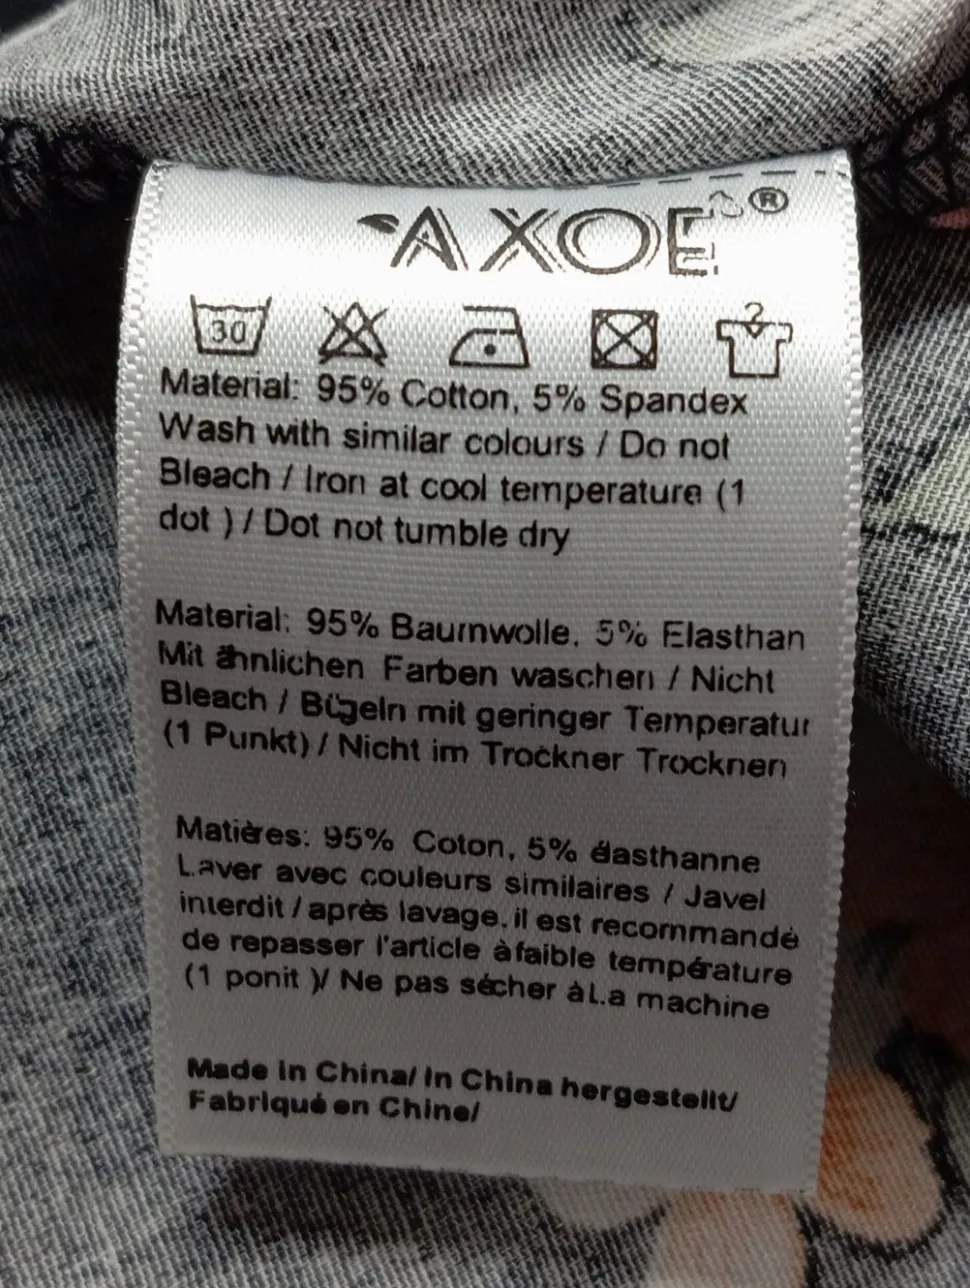 AXOE®
30
Material: 95% Cotton, 5% Spandex
Wash with similar colours / Do not
Bleach / Iron at cool temperature (1
dot ) / Dot not tumble dry
Material: 95% Baumwolle, 5% Elasthan
Mit ähnlichen Farben waschen / Nicht
Bleach / Bügeln mit geringer Temperatur
(1 Punkt) / Nicht im Trockner Trocknen
Matières: 95% Coton, 5% élasthanne
Laver avec couleurs similaires / Javel
interdit / après lavage, il est recommandé
de repasser l'article à faible température
(1 ponit )/ Ne pas sécher à La machine
Made in China/ In China hergestellt/
Fabriqué en Chine/